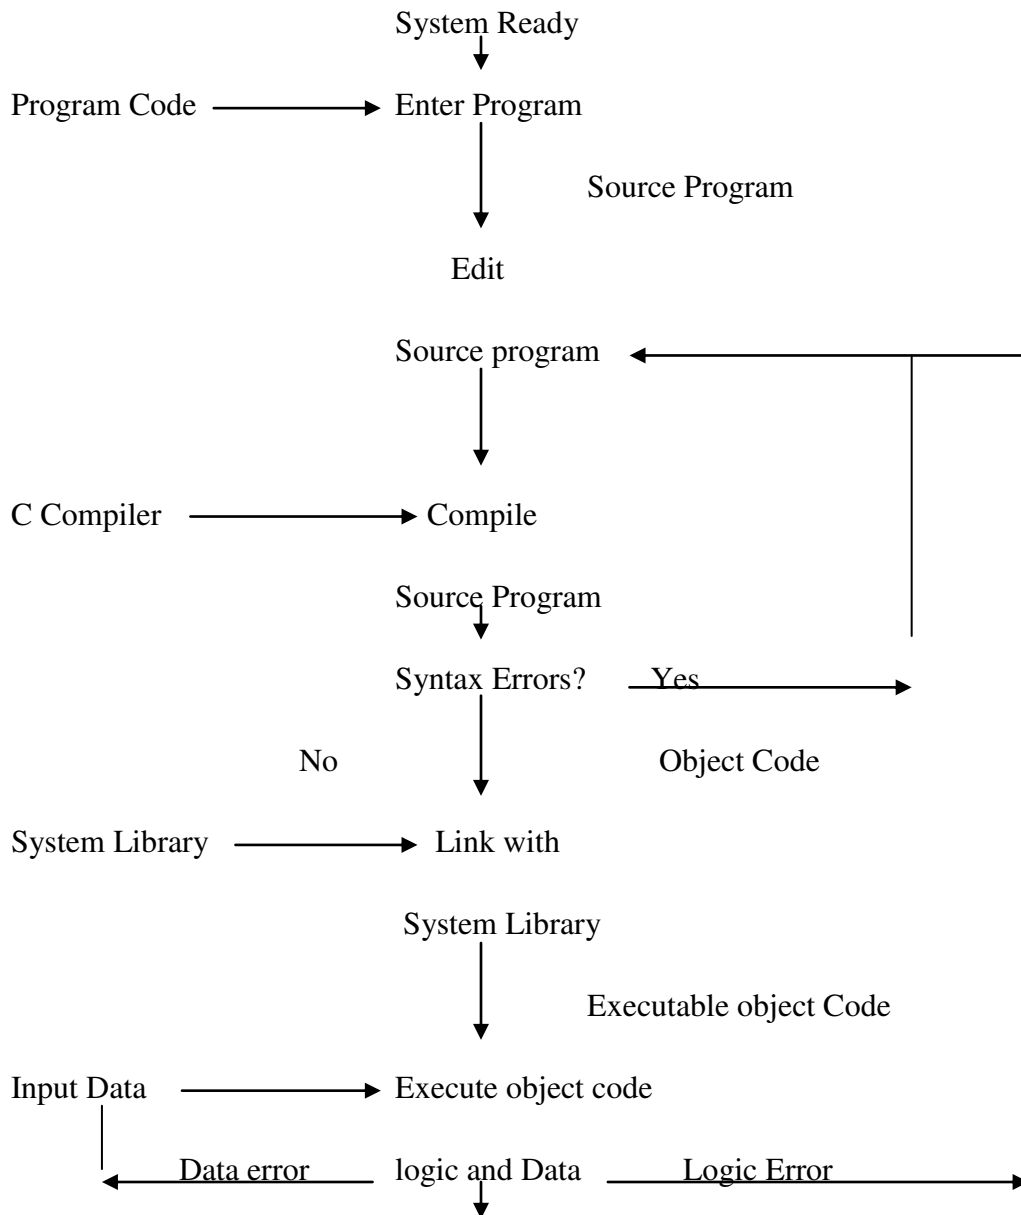 System Ready
Program Code Enter Program
Source Program
Edit
Source program
C Compiler Compile
Source Program
Syntax Errors? Yes
No Object Code
System Library Link with
System Library
Executable object Code
Input Data Execute object code
Data error logic and Data Logic Error